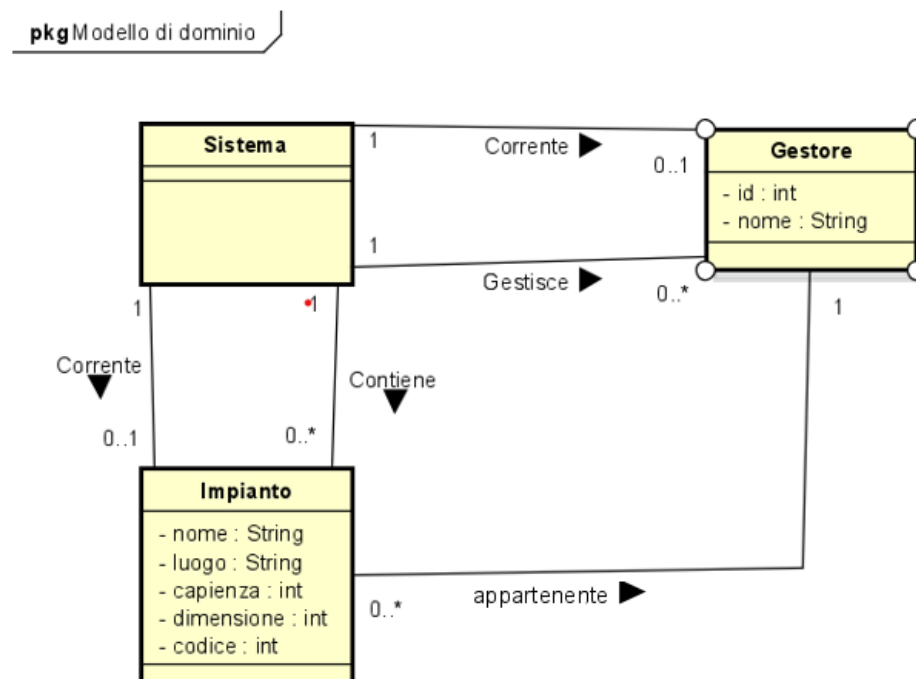 pkg Modello di dominio
Sistema
1
Corrente
0..1
Gestore
- id : int
- nome : String
1
Gestisce
0..*
1
1
1
Corrente
Contiene
0..1
0..*
Impianto
- nome : String
- luogo : String
- capienza : int
- dimensione : int
- codice : int
0..*
appartenente